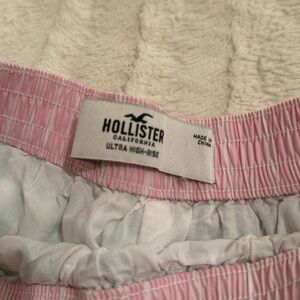 HOLLISTER
CALIFORNIA
ULTRA HIGH-RISE
MADE IN
CHINA